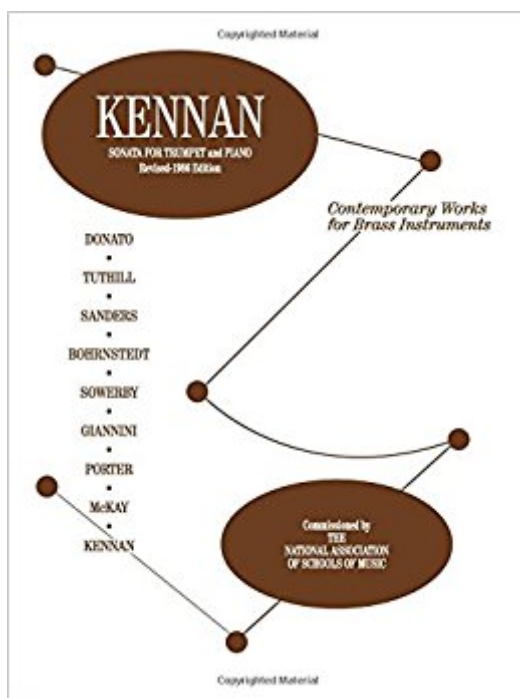 Copyrighted Material
KENNAN
SONATA FOR TRUMPET and PIANO
Revised-1986 Edition
Contemporary Works
for Brass Instruments
DONATO
TUTHILL
SANDERS
BOHRNSTEDT
SOWERBY
GIANNINI
PORTER
McKAY
KENNAN
Commissioned by
THE
NATIONAL ASSOCIATION
OF SCHOOLS OF MUSIC
Copyrighted Material